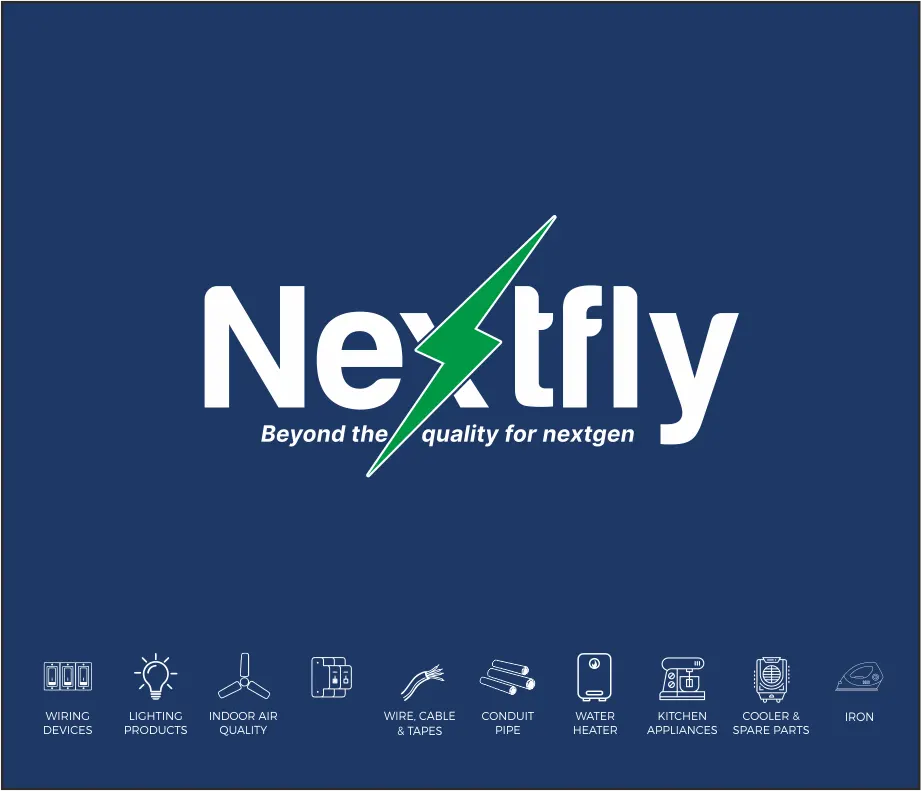 Nextfly
Beyond the quality for nextgen
WIRING
DEVICES
LIGHTING
PRODUCTS
INDOOR AIR
QUALITY
WIRE, CABLE
& TAPES
CONDUIT
PIPE
WATER
HEATER
KITCHEN
APPLIANCES
COOLER &
SPARE PARTS
IRON